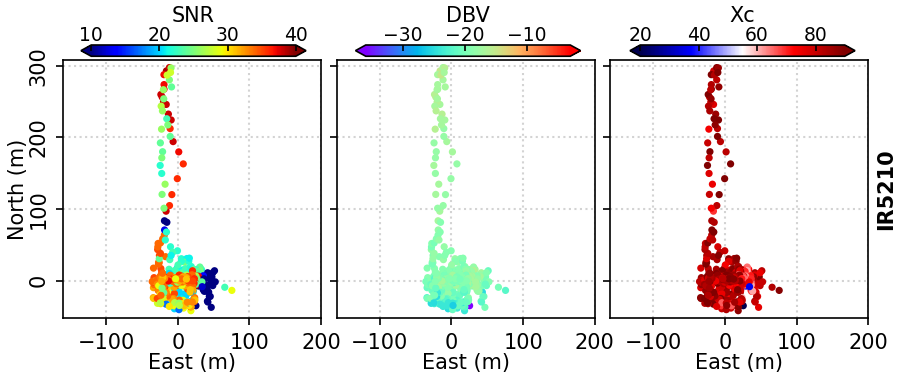 SNR DBV Xc
10 20 30 40 −30 −20 −10 20 40 60 80
300
200
100
0
North (m)
−100 0 100 200 −100 0 100 200 −100 0 100 200
East (m) East (m) East (m)
IR5210